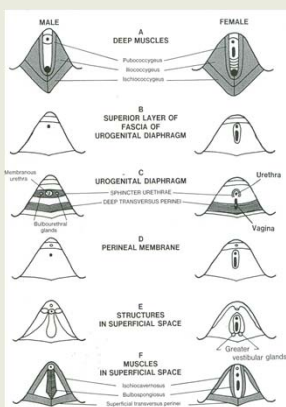 MALE
FEMALE
A
DEEP MUSCLES
Pubococcygeus
Iliococcygeus
Ischiococcygeus
B
SUPERIOR LAYER OF
FASCIA OF
UROGENITAL DIAPHRAGM
C
UROGENITAL DIAPHRAGM
Membranous
urethra
SPHINCTER URETHRAE
DEEP TRANSVERSUS PERINEI
Bulbourethral
glands
Urethra
Vagina
D
PERINEAL MEMBRANE
E
STRUCTURES
IN SUPERFICIAL SPACE
Greater
vestibular glands
F
MUSCLES
IN SUPERFICIAL SPACE
Ischiocavernosus
Bulbospongiosus
Superficial transversus perinei